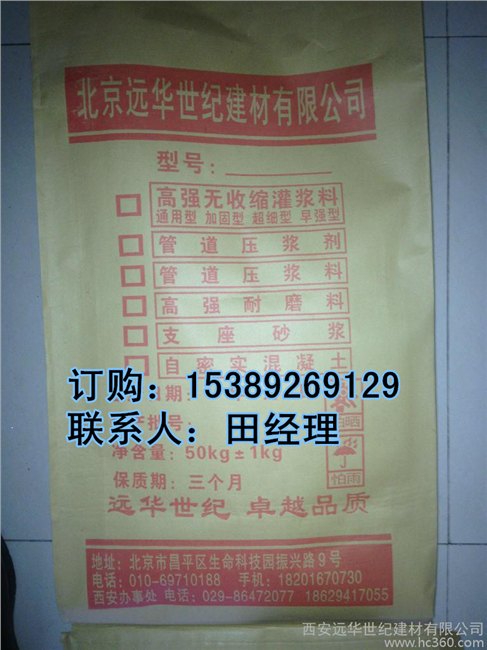 北京远华世纪建材有限公司
型号：
高强无收缩灌浆料
通用型 加固型 超细型 早强型
管道压浆剂
管道压浆料
高强耐磨料
支座砂浆
自密实混凝土
订购：15389269129
日期：
联系人：田经理
净含量：50kg±1kg
保质期：三个月
怕晒
怕雨
远华世纪 卓越品质
地址：北京市昌平区生命科技园振兴路9号
电话：010-69710188 手机：18201670730
西安办事处 电话：029-86472077 18629417055
西安远华世纪建材有限公司
www.hc360.com